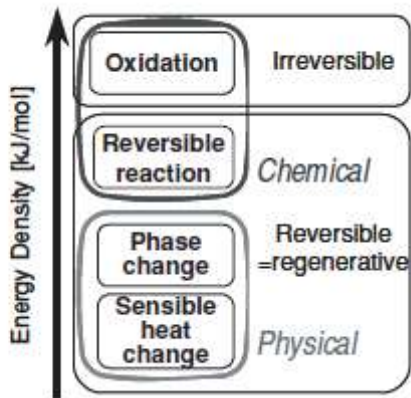 Energy Density [kJ/mol]
Oxidation
Irreversible
Reversible
reaction
Chemical
Phase
change
Reversible
=regenerative
Sensible
heat
change
Physical